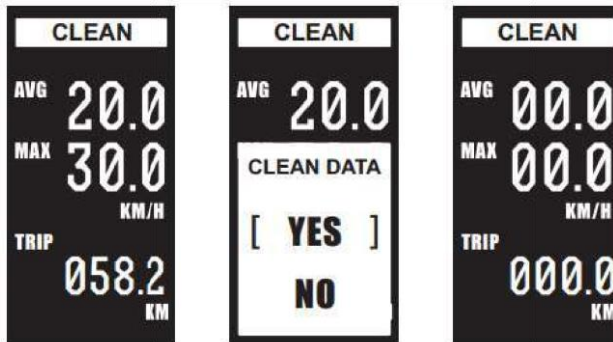 CLEAN
AVG 20.0
MAX 30.0
KM/H
TRIP
058.2
KM
CLEAN
AVG 20.0
CLEAN DATA
[ YES ]
NO
CLEAN
AVG 00.0
MAX 00.0
KM/H
TRIP
000.0
KM